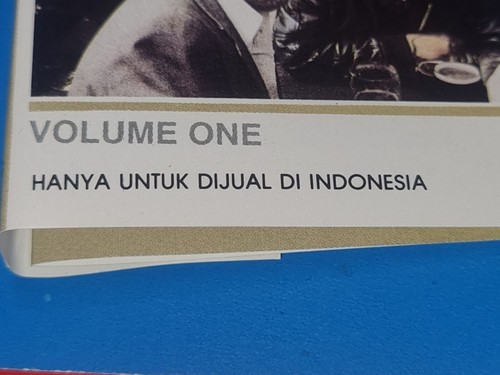 VOLUME ONE
HANYA UNTUK DIJUAL DI INDONESIA